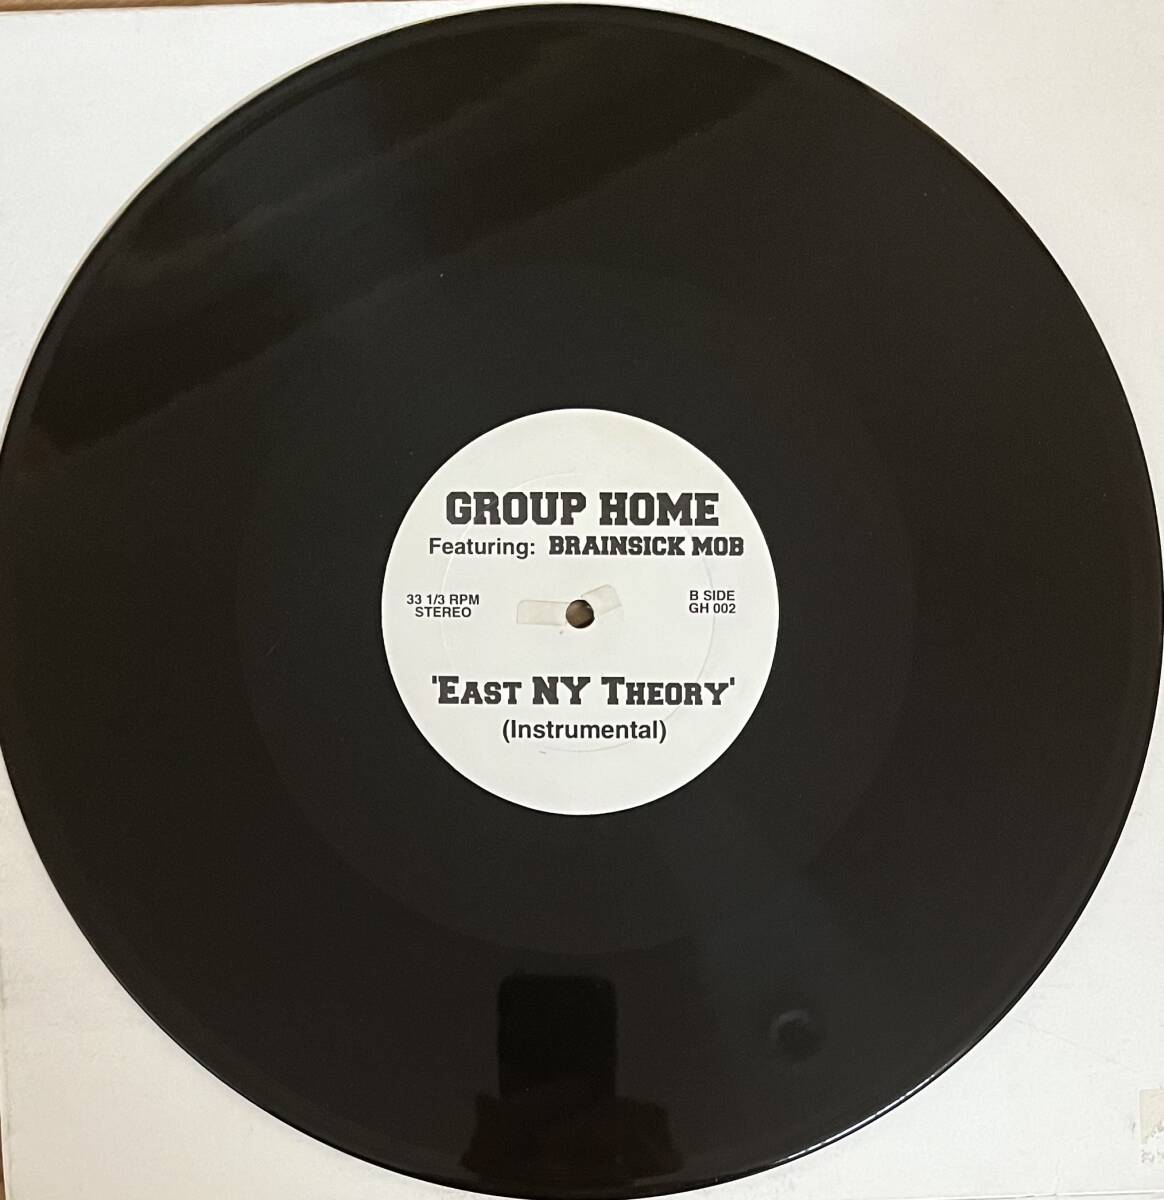 GROUP HOME
Featuring: BRAINSICK MOB
33 1/3 RPM
STEREO
B SIDE
GH 002
'EAST NY THEORY'
(Instrumental)